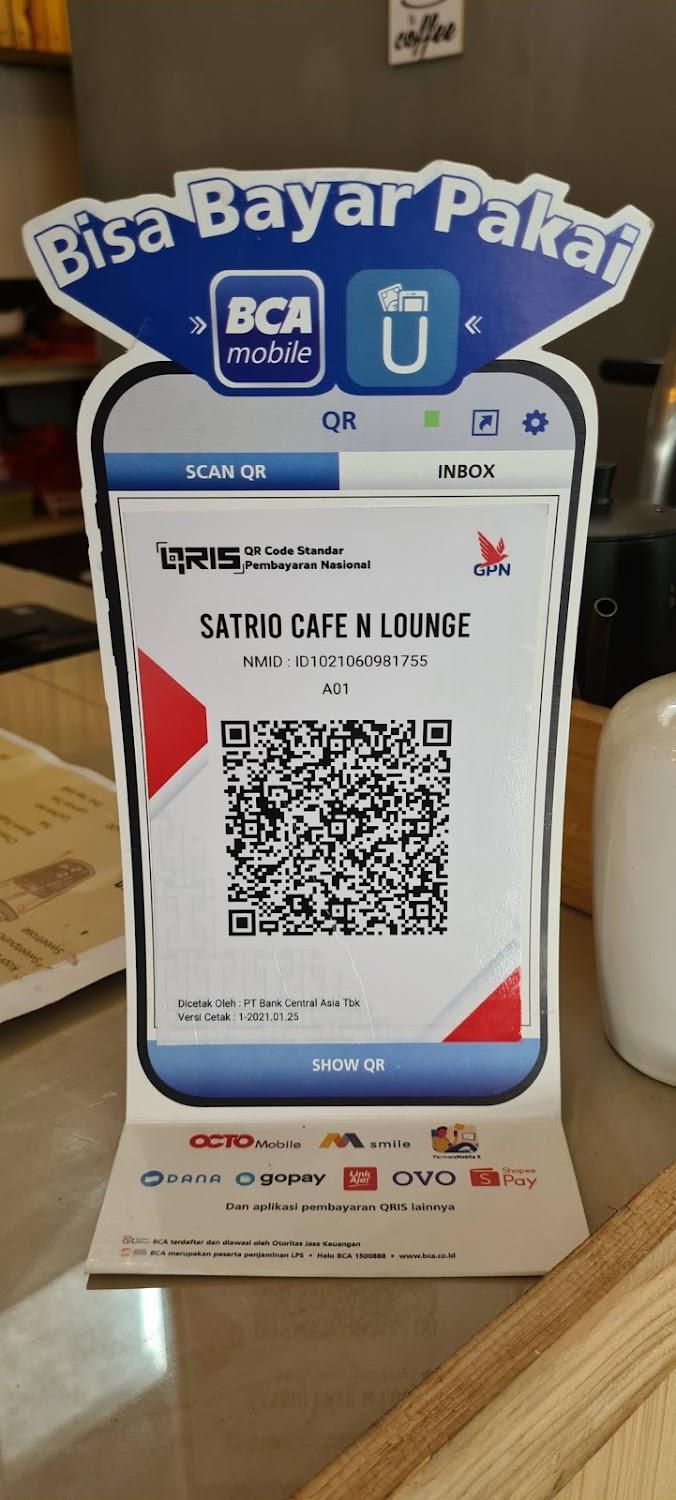 coffee
Bisa Bayar Pakai
BCA mobile
U
QR
SCAN QR INBOX
QRIS QR Code Standar
Pembayaran Nasional
GPN
SATRIO CAFE N LOUNGE
NMID : ID1021060981755
A01
Dicetak Oleh : PT Bank Central Asia Tbk
Versi Cetak : 1-2021.01.25
SHOW QR
OCTO Mobile smile PermataMobile X
DANA gopay Link Aja! OVO Shopee Pay
Dan aplikasi pembayaran QRIS lainnya
BCA terdaftar dan diawasi oleh Otoritas Jasa Keuangan
BCA merupakan peserta penjaminan LPS • Halo BCA 1500888 • www.bca.co.id